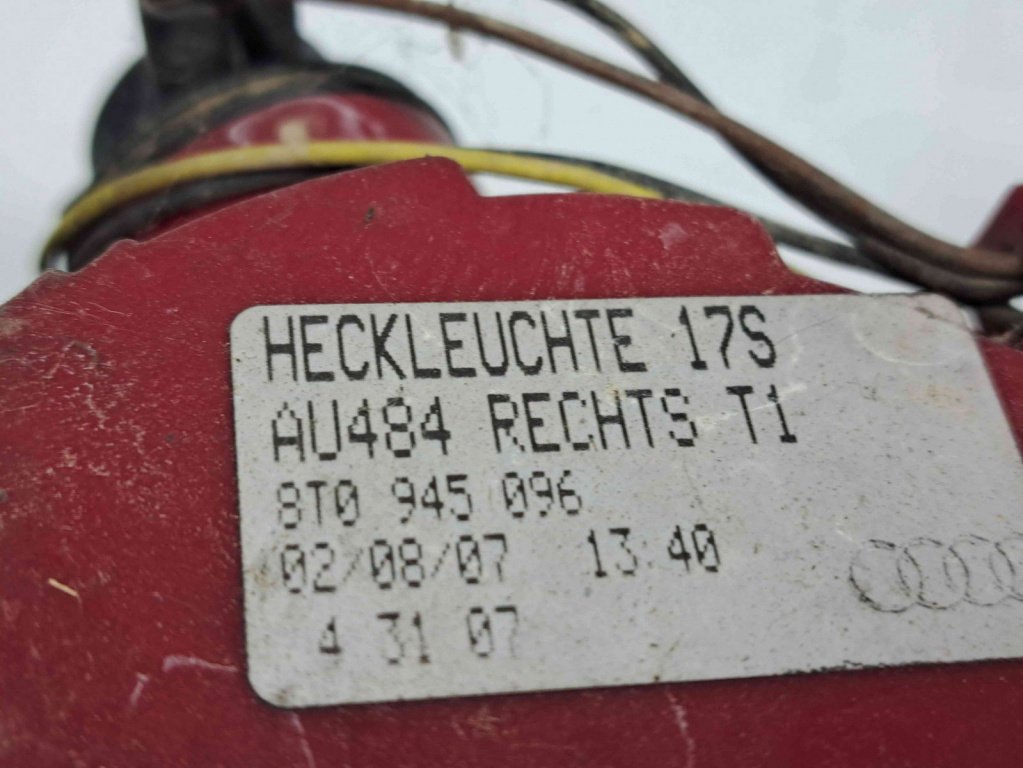 HECKLEUCHTE 17S
AU484 RECHTS T1
8T0 945 096
02/08/07 13:40
4 31 07